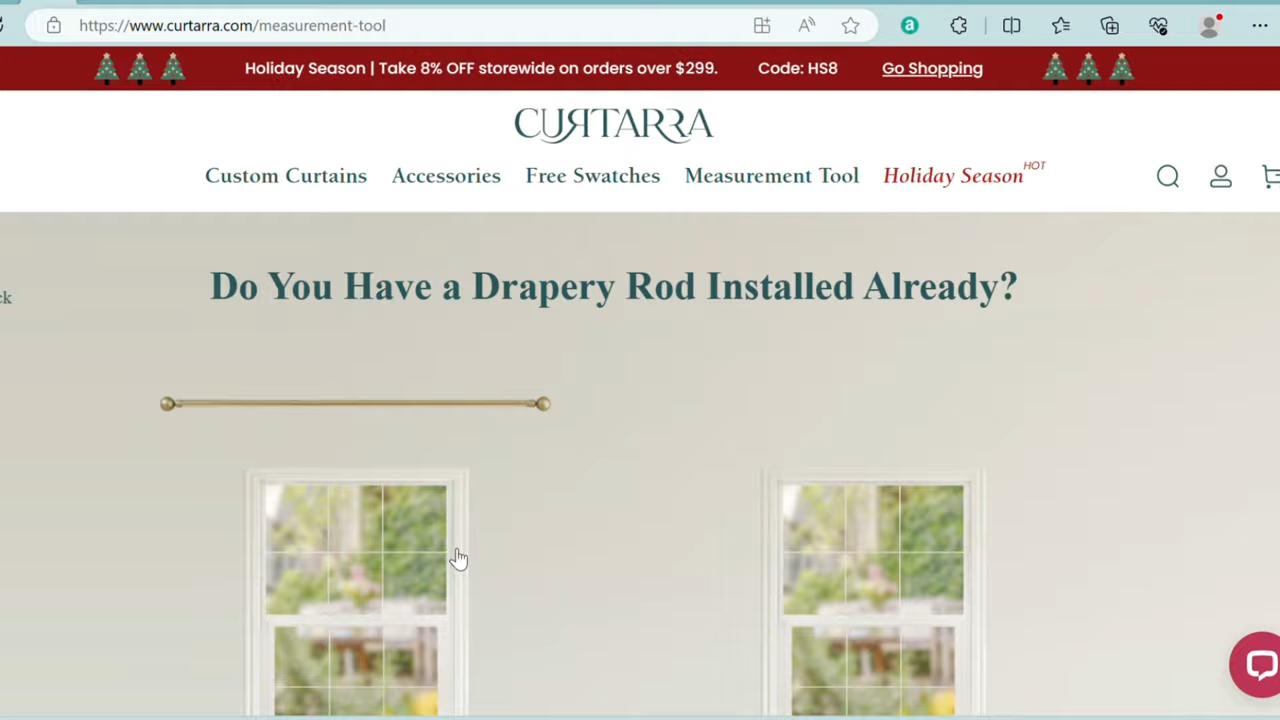 https://www.curtarra.com/measurement-tool
Holiday Season | Take 8% OFF storewide on orders over $299. Code: HS8 Go Shopping
CURTARRA
Custom Curtains Accessories Free Swatches Measurement Tool Holiday Season HOT
Do You Have a Drapery Rod Installed Already?
ck